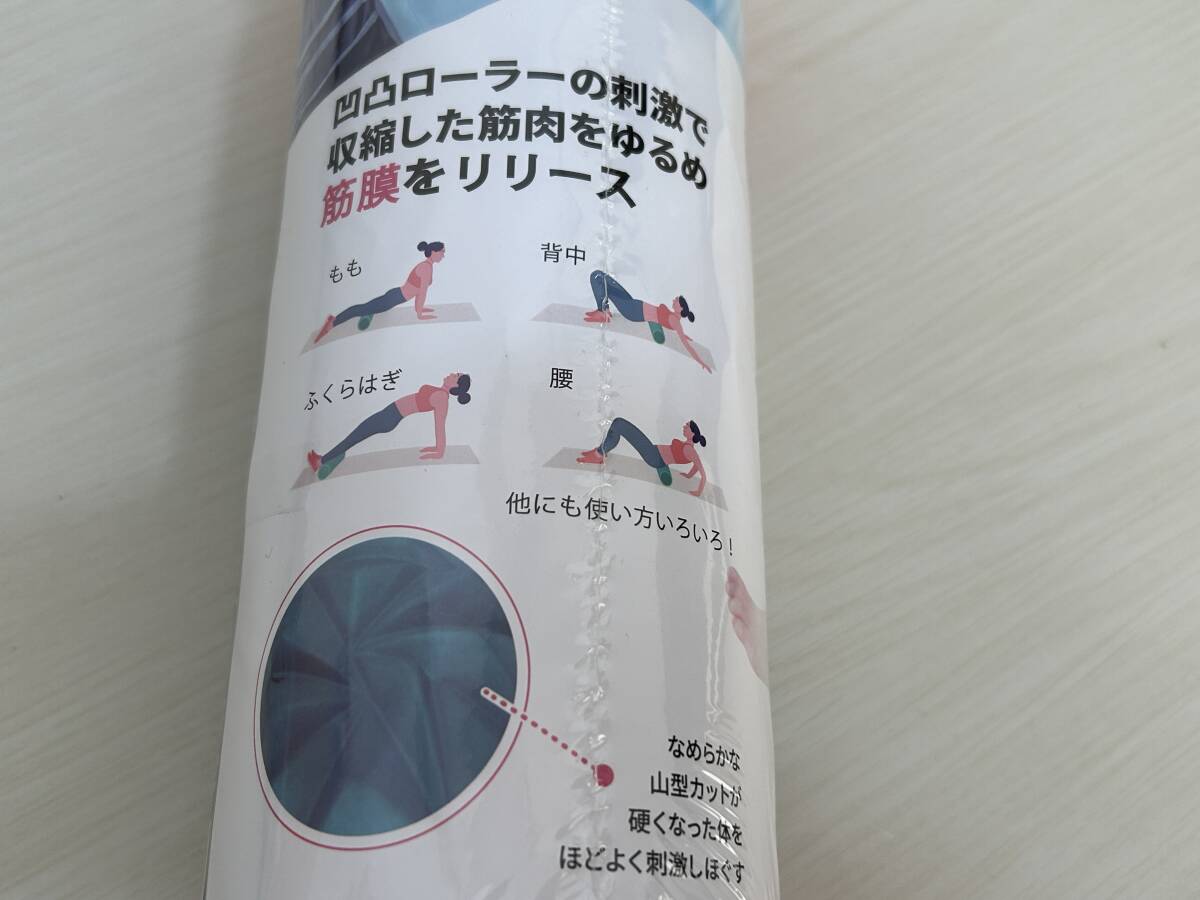 凹凸ローラーの刺激で
収縮した筋肉をゆるめ
筋膜をリリース
もも
背中
ふくらはぎ
腰
他にも使い方いろいろ！
なめらかな
山型カットが
硬くなった体を
ほどよく刺激しほぐす